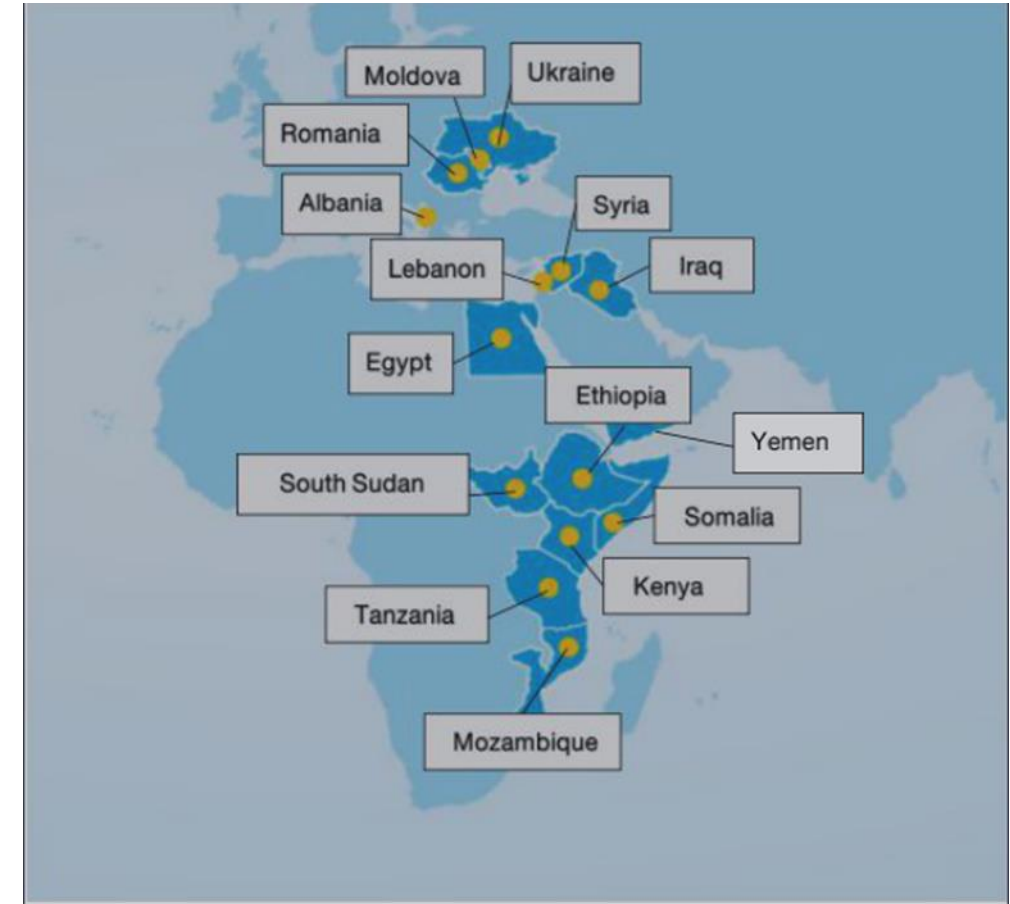 Moldova
Ukraine
Romania
Albania
Syria
Lebanon
Iraq
Egypt
Ethiopia
Yemen
South Sudan
Somalia
Kenya
Tanzania
Mozambique